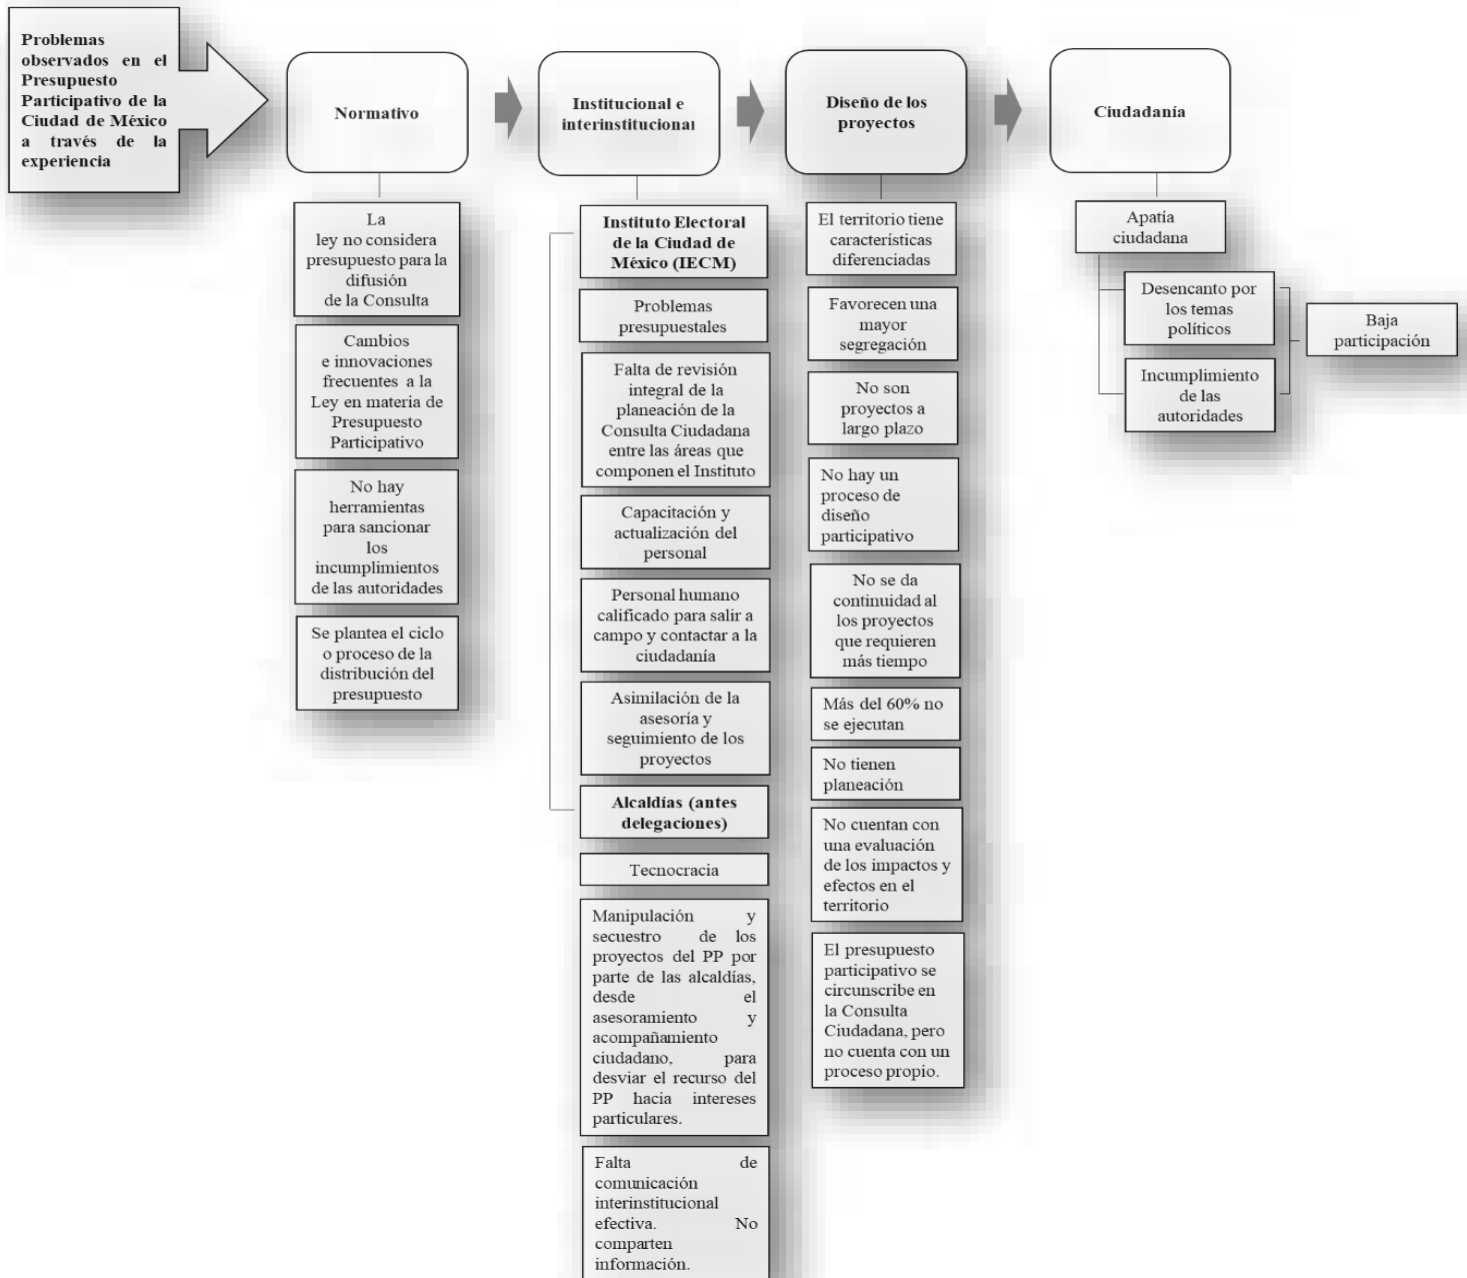 Problemas
observados en el
Presupuesto
Participativo de la
Ciudad de México
a través de la
experiencia
Normativo
Institucional e
interinstitucional
Diseño de los
proyectos
Ciudadanía
La
ley no considera
presupuesto para la
difusión
de la Consulta
Cambios
e innovaciones
frecuentes a la
Ley en materia de
Presupuesto
Participativo
No hay
herramientas
para sancionar
los
incumplimientos
de las autoridades
Se plantea el ciclo
o proceso de la
distribución del
presupuesto
Instituto Electoral
de la Ciudad de
México (IECM)
Problemas
presupuestales
Falta de revisión
integral de la
planeación de la
Consulta Ciudadana
entre las áreas que
componen el Instituto
Capacitación y
actualización del
personal
Personal humano
calificado para salir a
campo y contactar a la
ciudadanía
Asimilación de la
asesoría y
seguimiento de los
proyectos
Alcaldías (antes
delegaciones)
Tecnocracia
Manipulación y
secuestro de los
proyectos del PP por
parte de las alcaldías,
desde el
asesoramiento y
acompañamiento
ciudadano, para
desviar el recurso del
PP hacia intereses
particulares.
Falta de
comunicación
interinstitucional
efectiva. No
comparten
información.
El territorio tiene
características
diferenciadas
Favorecen una
mayor
segregación
No son
proyectos a
largo plazo
No hay un
proceso de
diseño
participativo
No se da
continuidad al
los proyectos
que requieren
más tiempo
Más del 60% no
se ejecutan
No tienen
planeación
No cuentan con
una evaluación
de los impactos y
efectos en el
territorio
El presupuesto
participativo se
circunscribe en
la Consulta
Ciudadana, pero
no cuenta con un
proceso propio.
Apatía
ciudadana
Desencanto por
los temas
políticos
Incumplimiento
de las
autoridades
Baja
participación